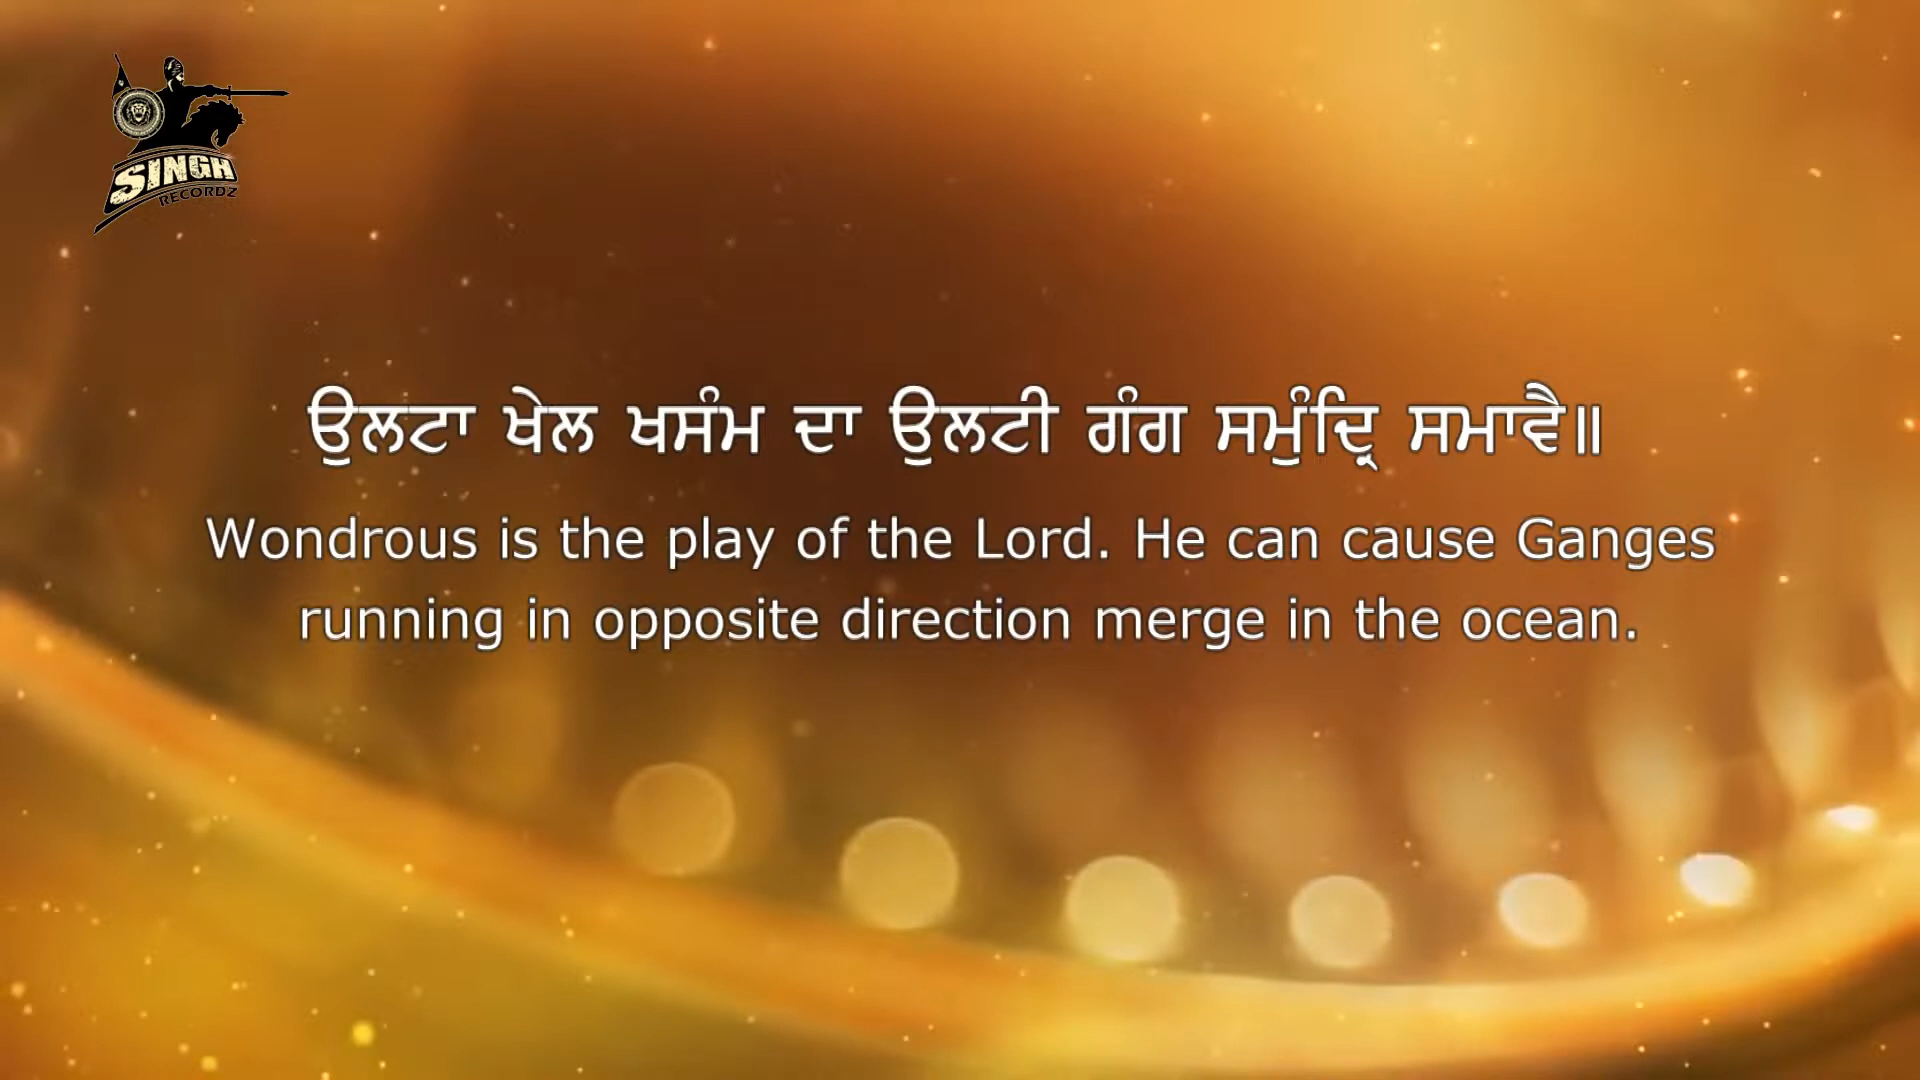 SINGH
RECORDZ
ਉਲਟਾ ਖੇਲ ਖਸੰਮ ਦਾ ਉਲਟੀ ਗੰਗ ਸਮੁੰਦ੍ਰਿ ਸਮਾਵੈ॥
Wondrous is the play of the Lord. He can cause Ganges
running in opposite direction merge in the ocean.